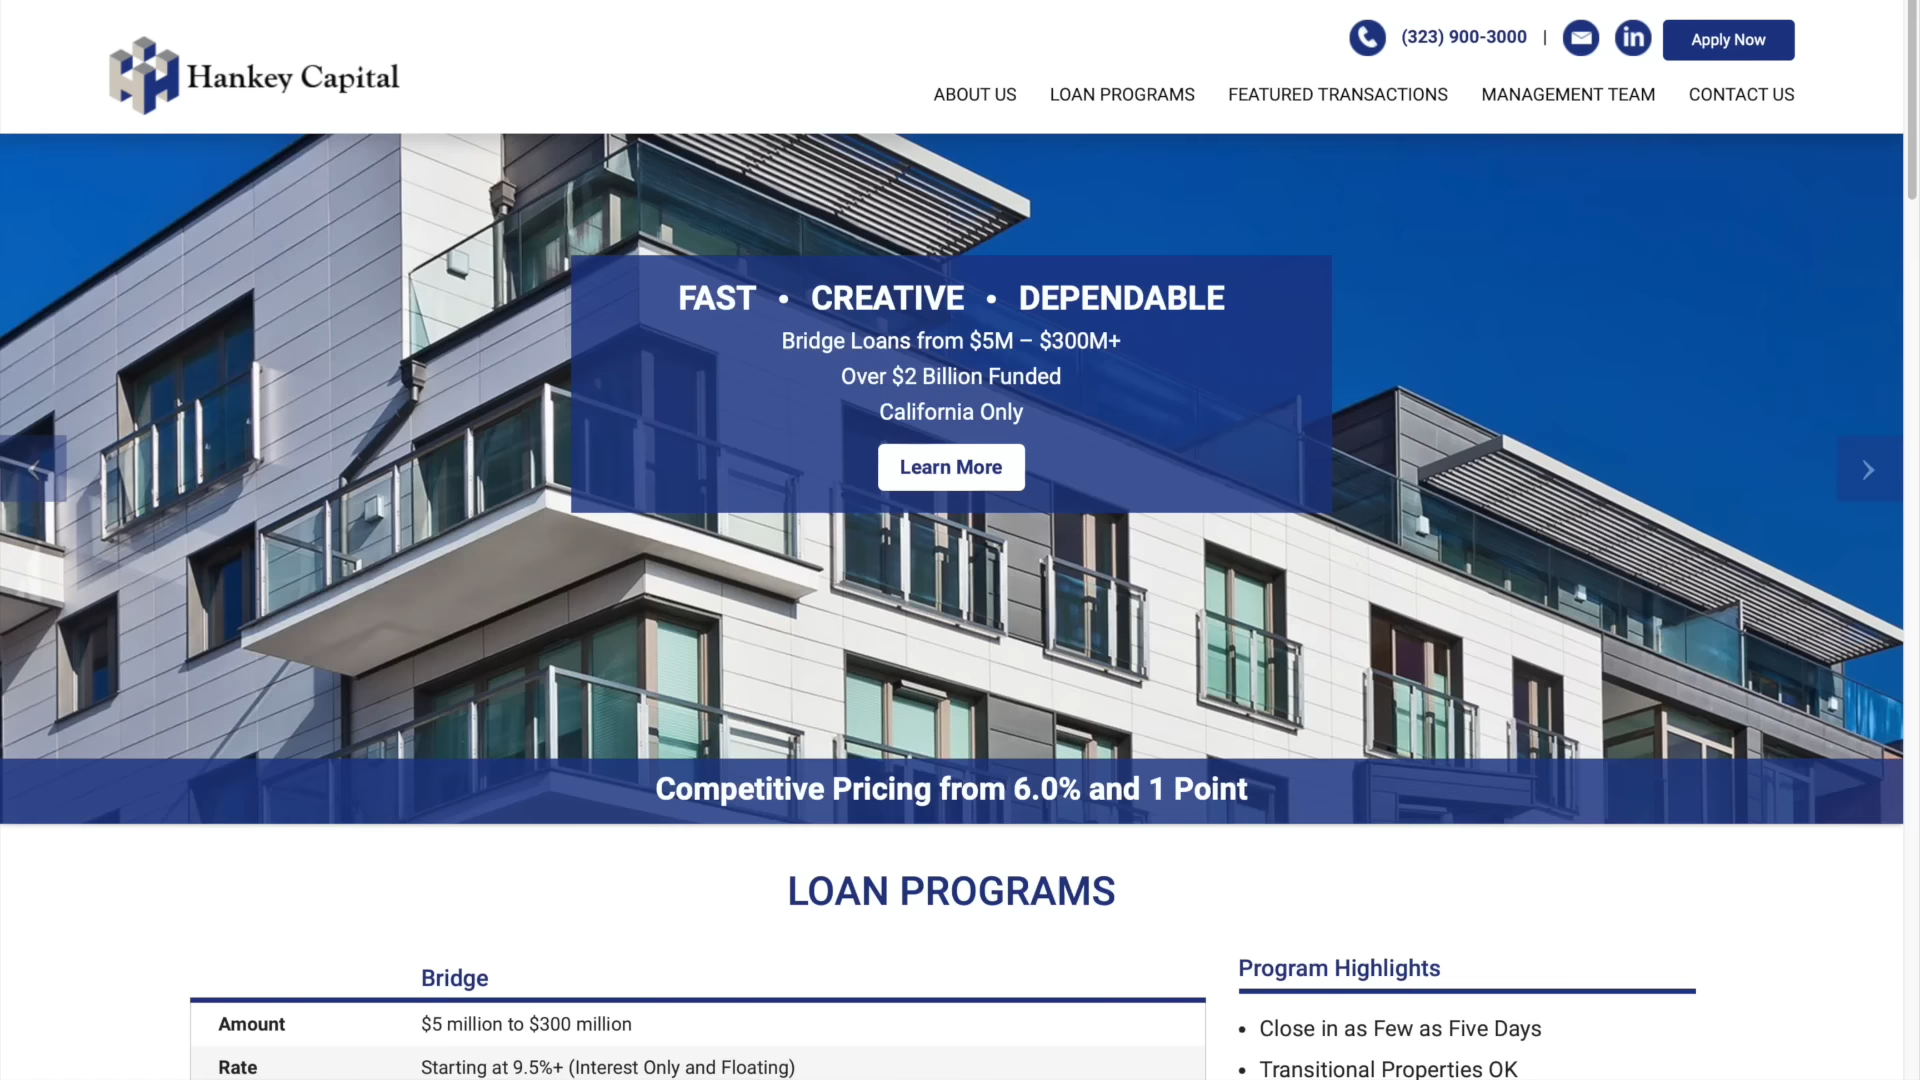 Hankey Capital
(323) 900-3000 |
in
Apply Now
ABOUT US LOAN PROGRAMS FEATURED TRANSACTIONS MANAGEMENT TEAM CONTACT US
FAST • CREATIVE • DEPENDABLE
Bridge Loans from $5M – $300M+
Over $2 Billion Funded
California Only
Learn More
Competitive Pricing from 6.0% and 1 Point
LOAN PROGRAMS
Bridge
Amount $5 million to $300 million
Rate Starting at 9.5%+ (Interest Only and Floating)
Program Highlights
• Close in as Few as Five Days
• Transitional Properties OK